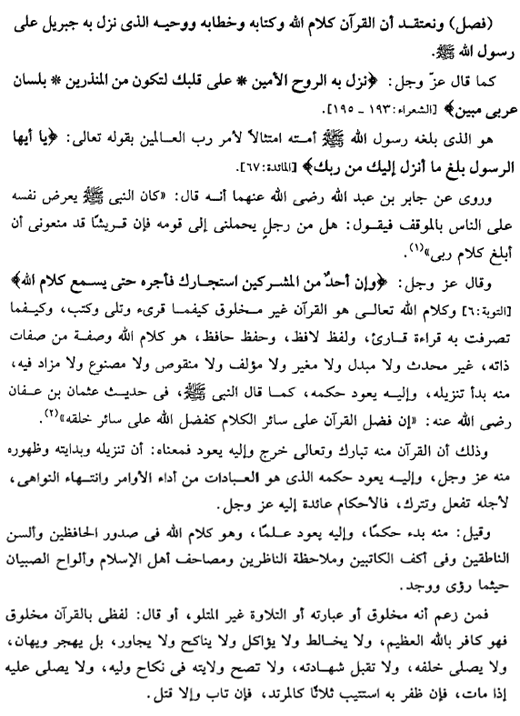 (فصل) ونعتقد أن القرآن كلام الله وكتابه وخطابه ووحيه الذى نزل به جبريل على
رسول الله ﷺ.
كما قال عزّ وجل: ﴿نزل به الروح الأمين * على قلبك لتكون من المنذرين * بلسان
عربى مبين﴾ [الشعراء: ١٩٣ ـ ١٩٥].
هو الذى بلغه رسول الله ﷺ أمته امتثالاً لأمر رب العالمين بقوله تعالى: ﴿يا أيها
الرسول بلغ ما أنزل إليك من ربك﴾ [المائدة: ٦٧].
وروى عن جابر بن عبد الله رضى الله عنهما أنه قال: «كان النبى ﷺ يعرض نفسه
على الناس بالموقف فيقول: هل من رجلٍ يحملنى إلى قومه فإن قريشًا قد منعونى أن
أبلغ كلام ربى»(١).
وقال عز وجل: ﴿وإن أحدٌ من المشركين استجارك فأجره حتى يسمع كلام الله﴾
[التوبة: ٦] وكلام الله تعالى هو القرآن غير مخلوق كيفما قرىء وتلى وكتب، وكيفما
تصرفت به قراءة قارئ، ولفظ لافظ، وحفظ حافظ، هو كلام الله وصفة من صفات
ذاته، غير محدث ولا مبدل ولا مغير ولا مؤلف ولا منقوص ولا مصنوع ولا مزاد فيه،
منه بدأ تنزيله، وإليه يعود حكمه، كما قال النبى ﷺ، فى حديث عثمان بن عفان
رضى الله عنه: «إن فضل القرآن على سائر الكلام كفضل الله على سائر خلقه»(٢).
وذلك أن القرآن منه تبارك وتعالى خرج وإليه يعود فمعناه: أن تنزيله وبدايته وظهوره
منه عز وجل، وإليه يعود حكمه الذى هو العبادات من أداء الأوامر وانتهاء النواهى،
لأجله تفعل وتترك، فالأحكام عائدة إليه عز وجل.
وقيل: منه بدء حكمًا، وإليه يعود علمًا، وهو كلام الله فى صدور الحافظين وألسن
الناطقين وفى أكف الكاتبين وملاحظة الناظرين ومصاحف أهل الإسلام وألواح الصبيان
حيثما رؤى ووجد.
فمن زعم أنه مخلوق أو عبارته أو التلاوة غير المتلو، أو قال: لفظى بالقرآن مخلوق
فهو كافر بالله العظيم، ولا يخالط ولا يؤاكل ولا يناكح ولا يجاور، بل يهجر ويهان،
ولا يصلى خلفه، ولا تقبل شهادته، ولا تصح ولايته فى نكاح وليه، ولا يصلى عليه
إذا مات، فإن ظفر به استتيب ثلاثًا كالمرتد، فإن تاب وإلا قتل.